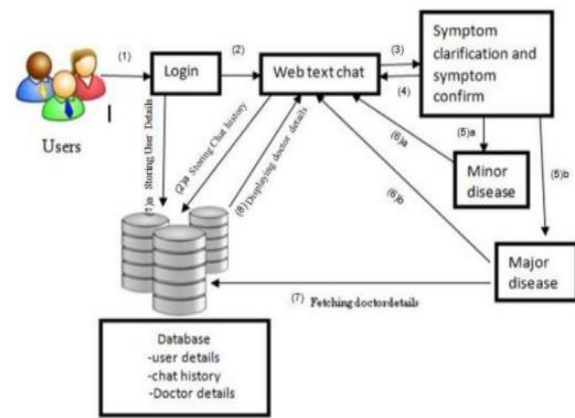 (1)
Login
(2)
Web text chat
(3)
(4)
Symptom
clarification and
symptom
confirm
Users
(1)a Storing User Details
(2)a Storing Chat history
(8)Displaying doctor details
(6)a
(5)a
(5)b
Minor
disease
(6)b
Major
disease
(7) Fetching doctordetails
Database
-user details
-chat history
-Doctor details